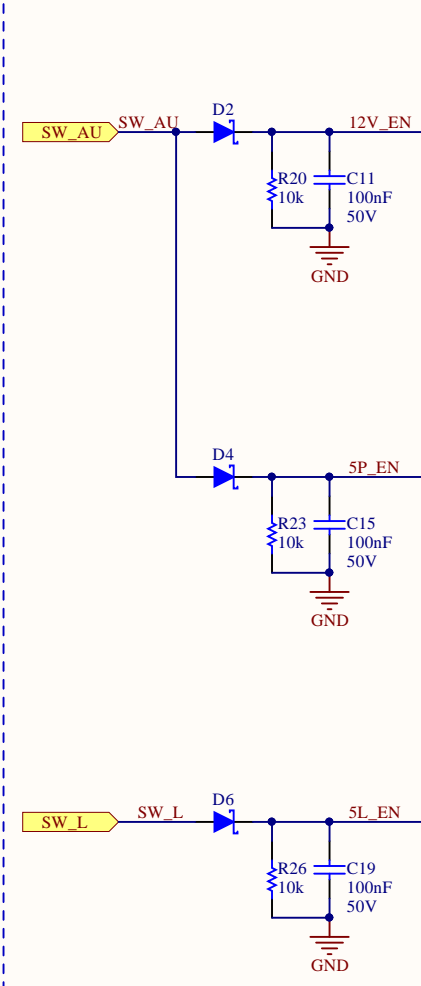 D2
SW_AU SW_AU 12V_EN
R20 C11
10k 100nF
50V
GND
D4
5P_EN
R23 C15
10k 100nF
50V
GND
D6
SW_L SW_L 5L_EN
R26 C19
10k 100nF
50V
GND